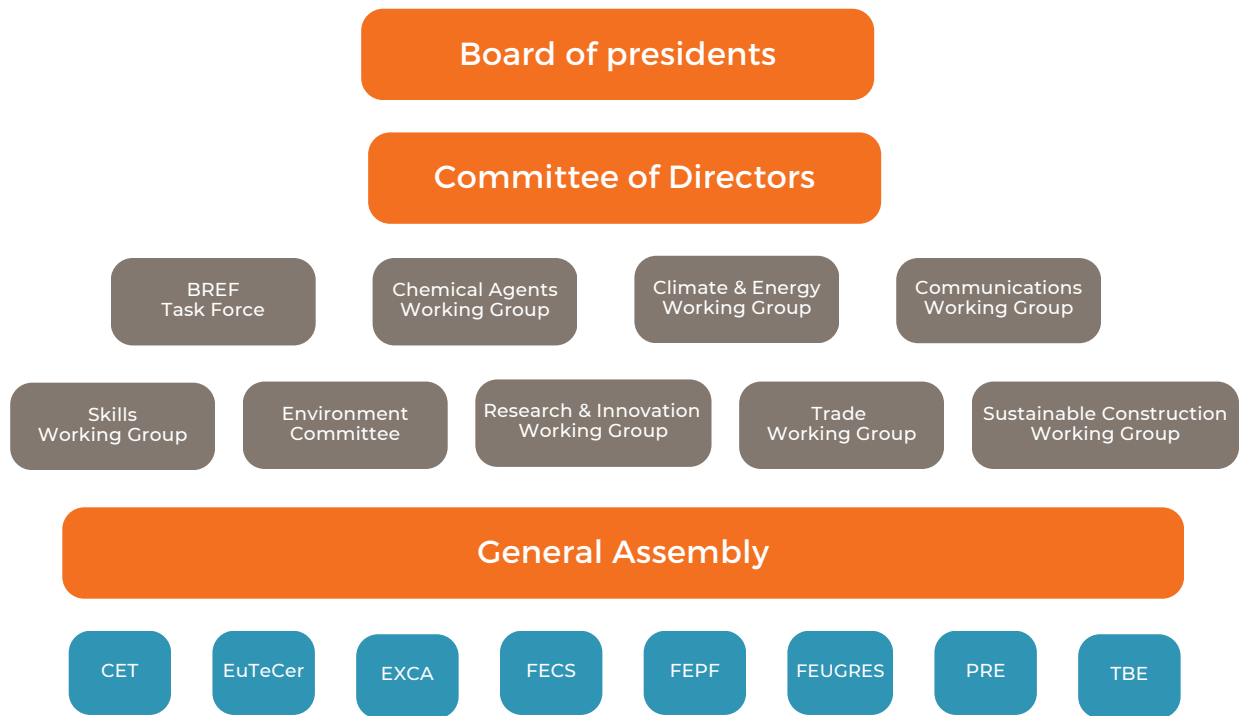 Board of presidents
Committee of Directors
BREF
Task Force
Chemical Agents
Working Group
Climate & Energy
Working Group
Communications
Working Group
Skills
Working Group
Environment
Committee
Research & Innovation
Working Group
Trade
Working Group
Sustainable Construction
Working Group
General Assembly
CET
EuTeCer
EXCA
FECS
FEPF
FEUGRES
PRE
TBE